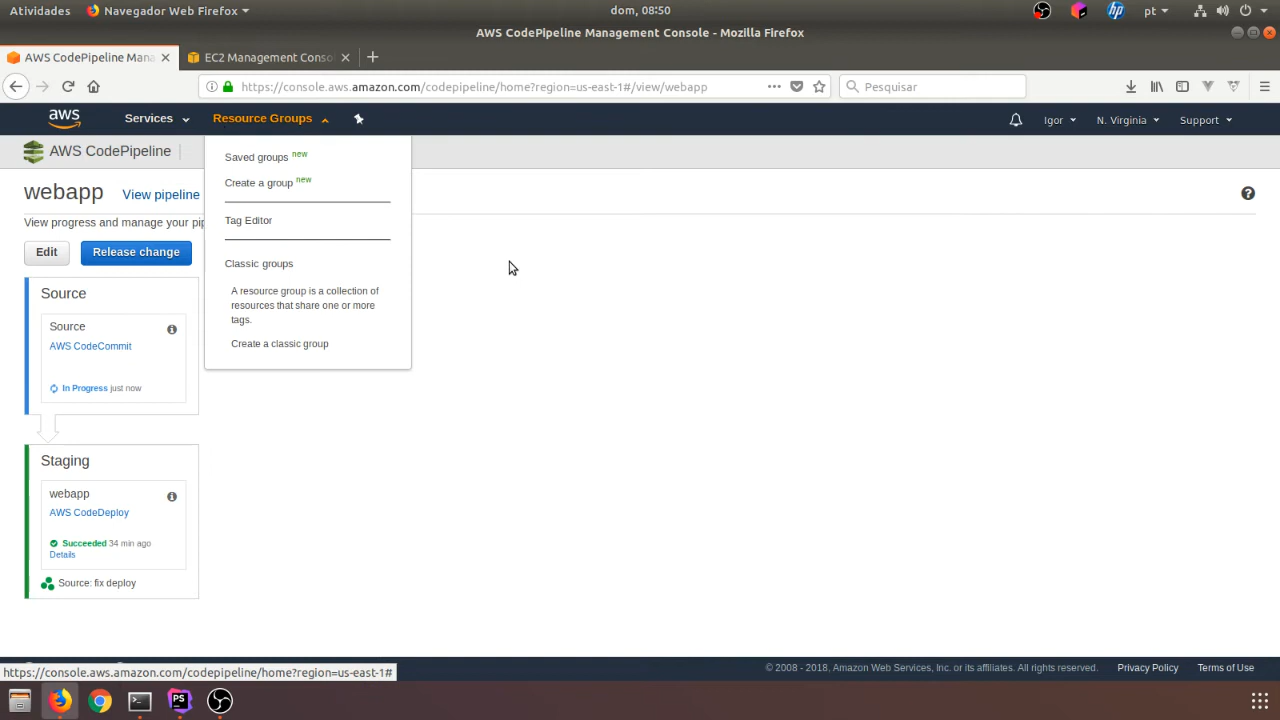 Atividades
Navegador Web Firefox
dom, 08:50
pt
AWS CodePipeline Management Console - Mozilla Firefox
AWS CodePipeline Mana
EC2 Management Conso
https://console.aws.amazon.com/codepipeline/home?region=us-east-1#/view/webapp
Pesquisar
aws
Services
Resource Groups
Igor
N. Virginia
Support
AWS CodePipeline
Saved groups new
Create a group new
Tag Editor
Classic groups
A resource group is a collection of
resources that share one or more
tags.
Create a classic group
webapp
View pipeline
View progress and manage your pip
Edit
Release change
Source
Source
AWS CodeCommit
In Progress just now
Staging
webapp
AWS CodeDeploy
Succeeded 34 min ago
Details
Source: fix deploy
https://console.aws.amazon.com/codepipeline/home?region=us-east-1#
© 2008 - 2018, Amazon Web Services, Inc. or its affiliates. All rights reserved.
Privacy Policy
Terms of Use
PS